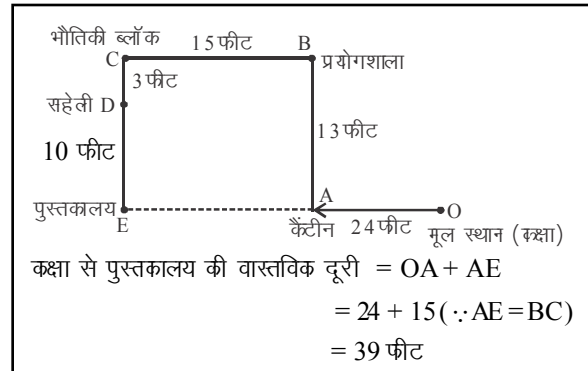 भौतिकी ब्लॉक 15 फीट B
C प्रयोगशाला
3 फीट
सहेली D
13 फीट
10 फीट
पुस्तकालय A
E कैंटीन 24 फीट O
मूल स्थान (कक्षा)
कक्षा से पुस्तकालय की वास्तविक दूरी = OA + AE
= 24 + 15 (∵ AE = BC)
= 39 फीट